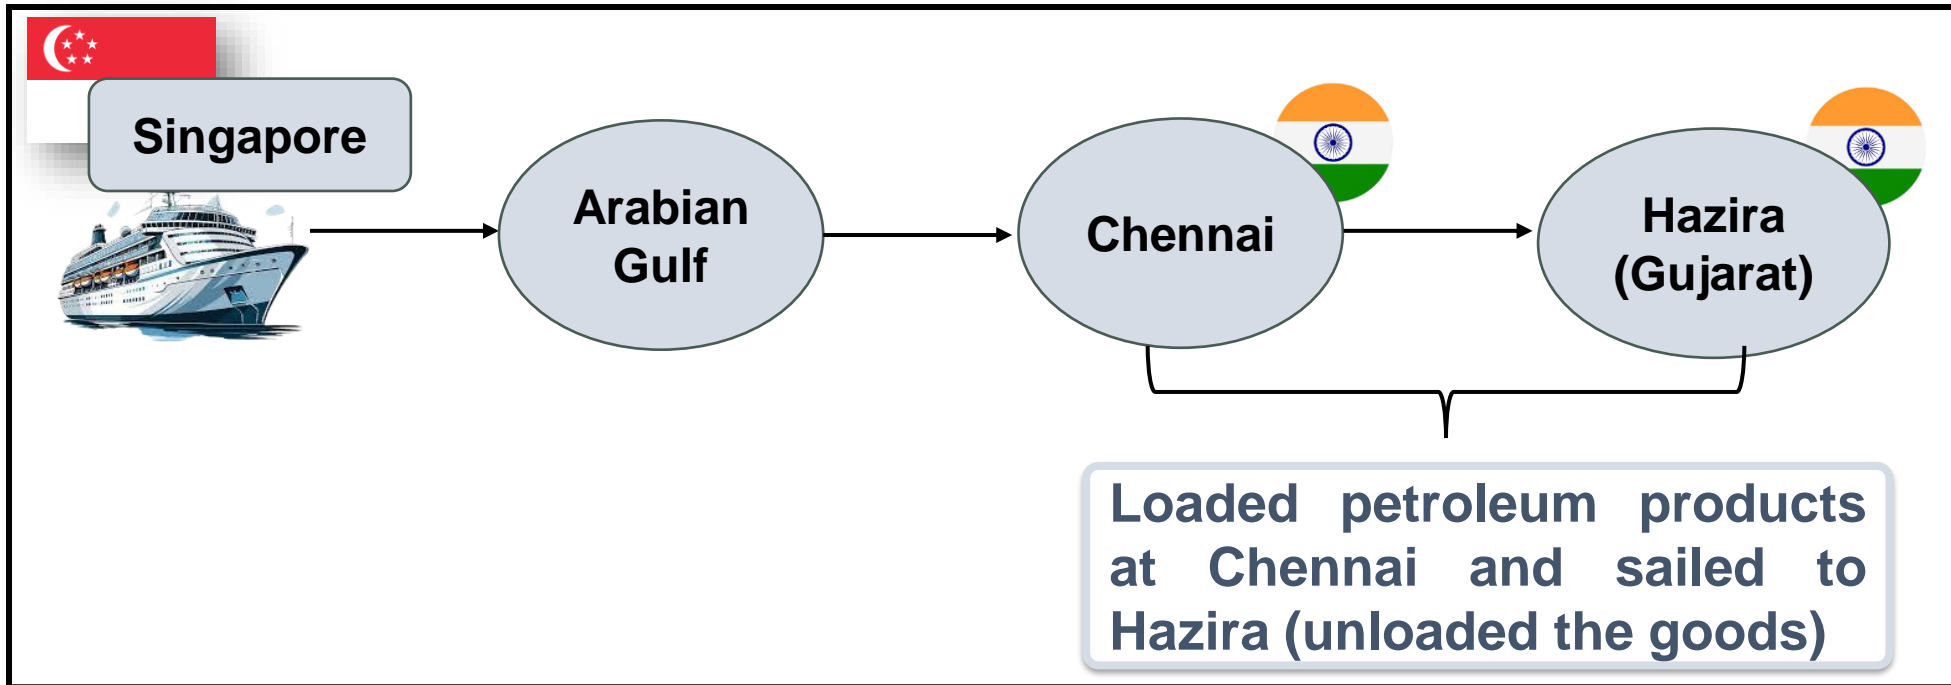 Singapore
Arabian
Gulf
Chennai
Hazira
(Gujarat)
Loaded petroleum products
at Chennai and sailed to
Hazira (unloaded the goods)